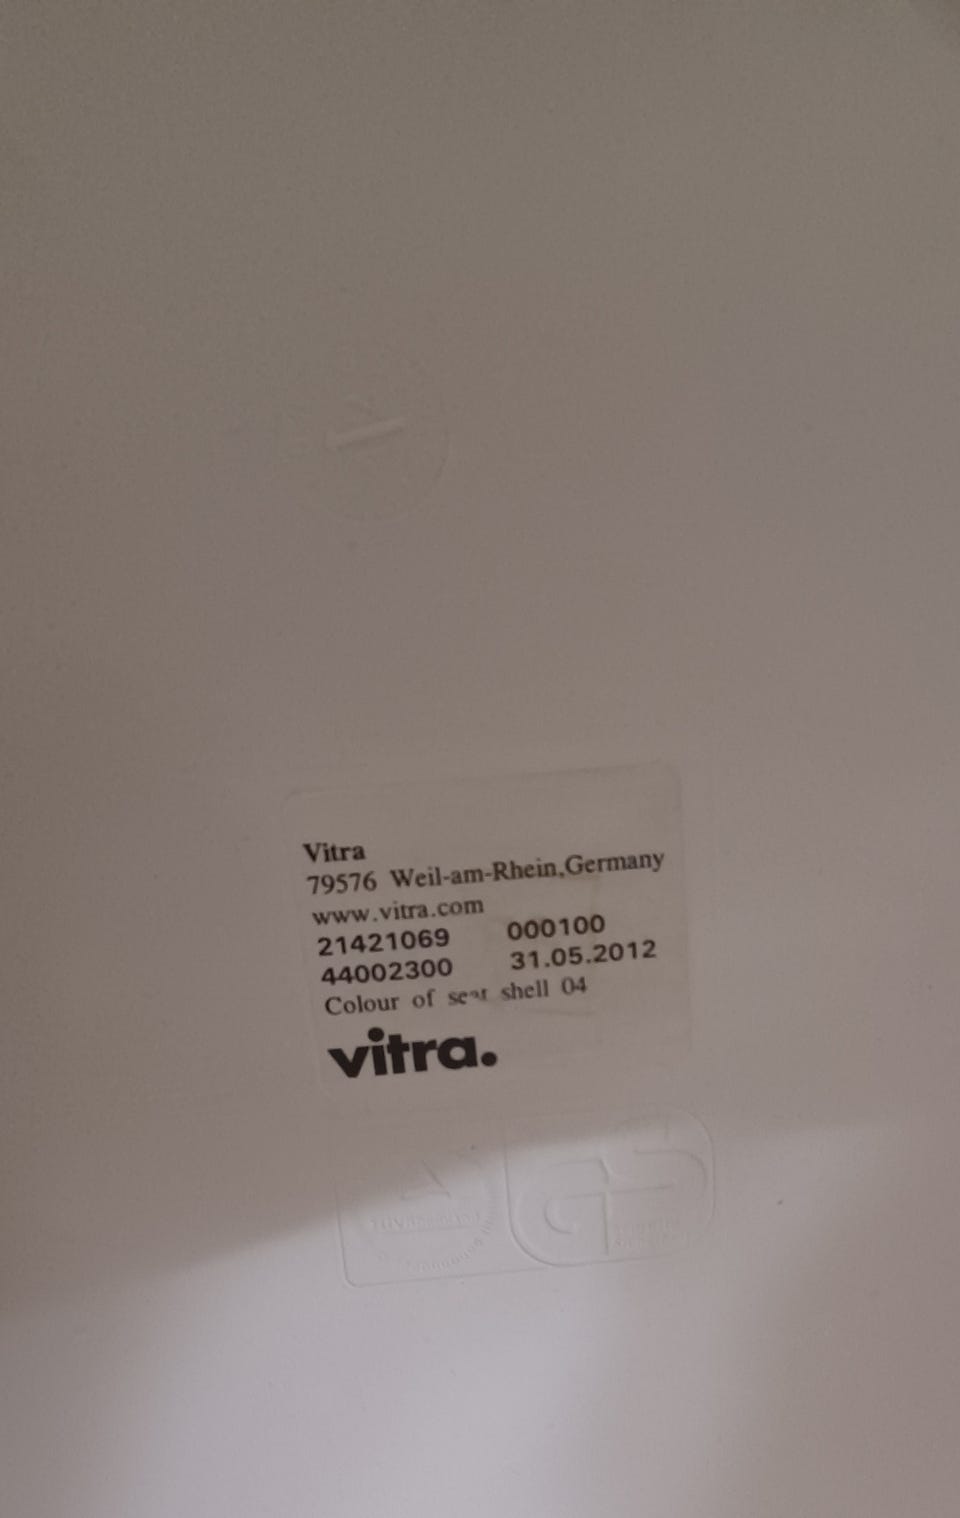 Vitra
79576 Weil-am-Rhein,Germany
www.vitra.com
21421069 000100
44002300 31.05.2012
Colour of seat shell 04
vitra.